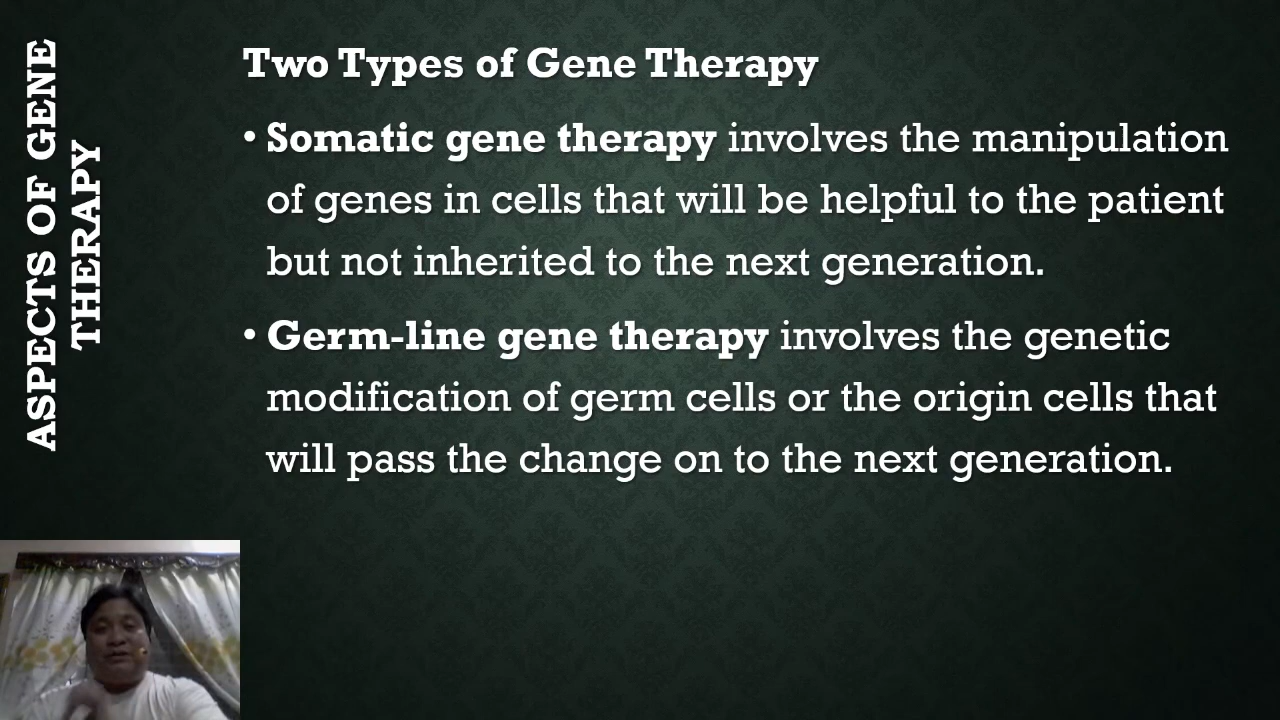 ASPECTS OF GENE
THERAPY
Two Types of Gene Therapy
• Somatic gene therapy involves the manipulation
of genes in cells that will be helpful to the patient
but not inherited to the next generation.
• Germ-line gene therapy involves the genetic
modification of germ cells or the origin cells that
will pass the change on to the next generation.